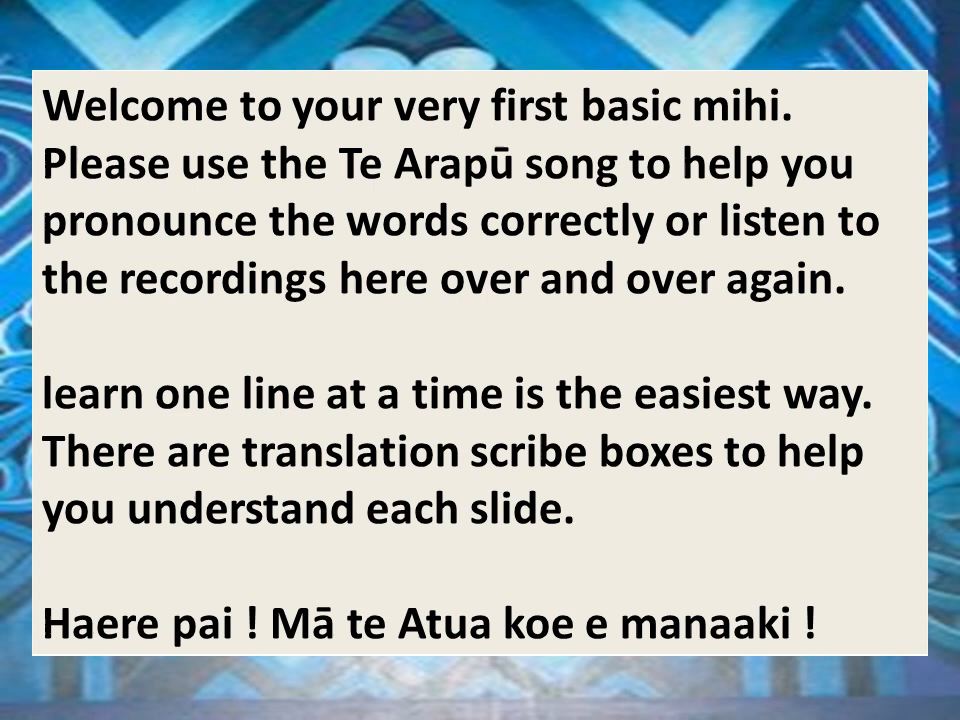 Welcome to your very first basic mihi.
Please use the Te Arapū song to help you
pronounce the words correctly or listen to
the recordings here over and over again.
learn one line at a time is the easiest way.
There are translation scribe boxes to help
you understand each slide.
Haere pai ! Mā te Atua koe e manaaki !